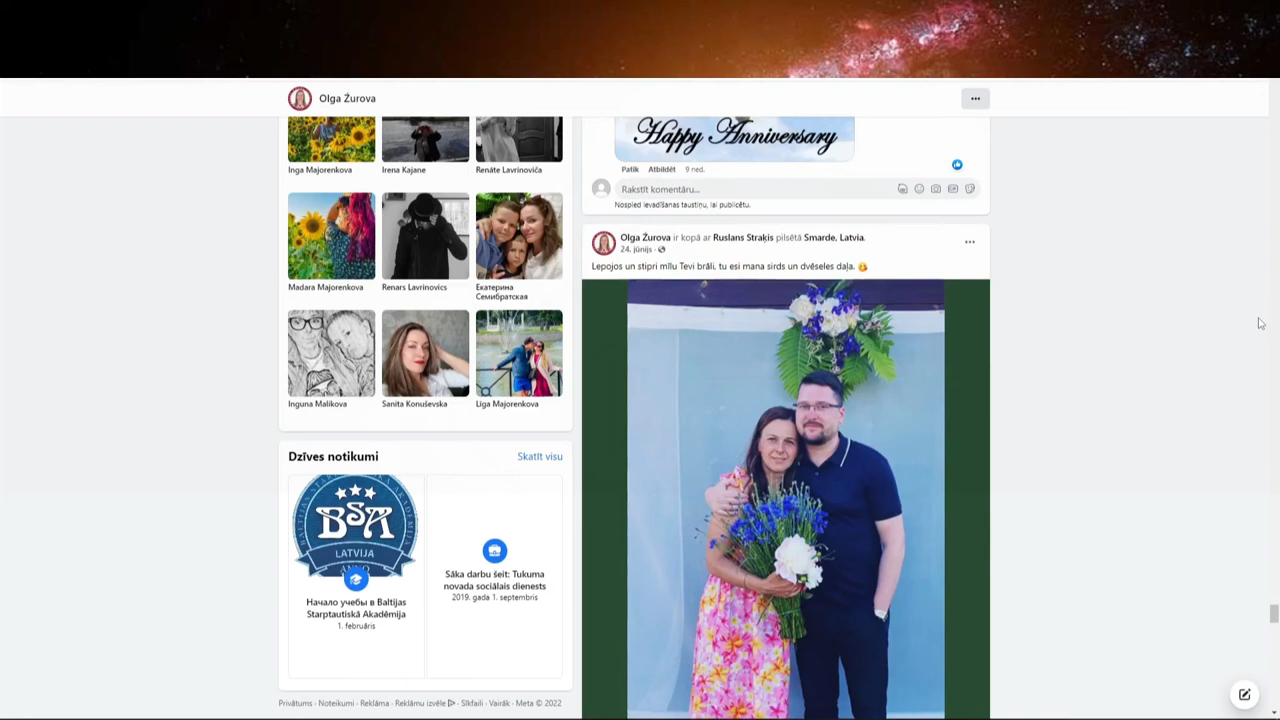 Olga Žurova
Inga Majorenkova
Irena Kajane
Renāte Lavrinoviča
Madara Majorenkova
Renars Lavrinovics
Екатерина
Семибратская
Inguna Malikova
Sanita Konuševska
Līga Majorenkova
Dzīves notikumi
Skatīt visu
BSA
LATVIJA
Начало учебы в Baltijas
Starptautiskā Akadēmija
1. februāris
Sāka darbu šeit: Tukuma
novada sociālais dienests
2019. gada 1. septembris
Privātums · Noteikumi · Reklāma · Reklāmu izvēle · Sīkfaili · Vairāk · Meta © 2022
Happy Anniversary
Patīk Atbildēt 9 ned.
Rakstīt komentāru...
Nospied ievadīšanas taustiņu, lai publicētu.
Olga Žurova ir kopā ar Ruslans Straķis pilsētā Smarde, Latvia.
24. jūnijs ·
Lepojos un stipri mīlu Tevi brāli, tu esi mana sirds un dvēseles daļa. 🥰